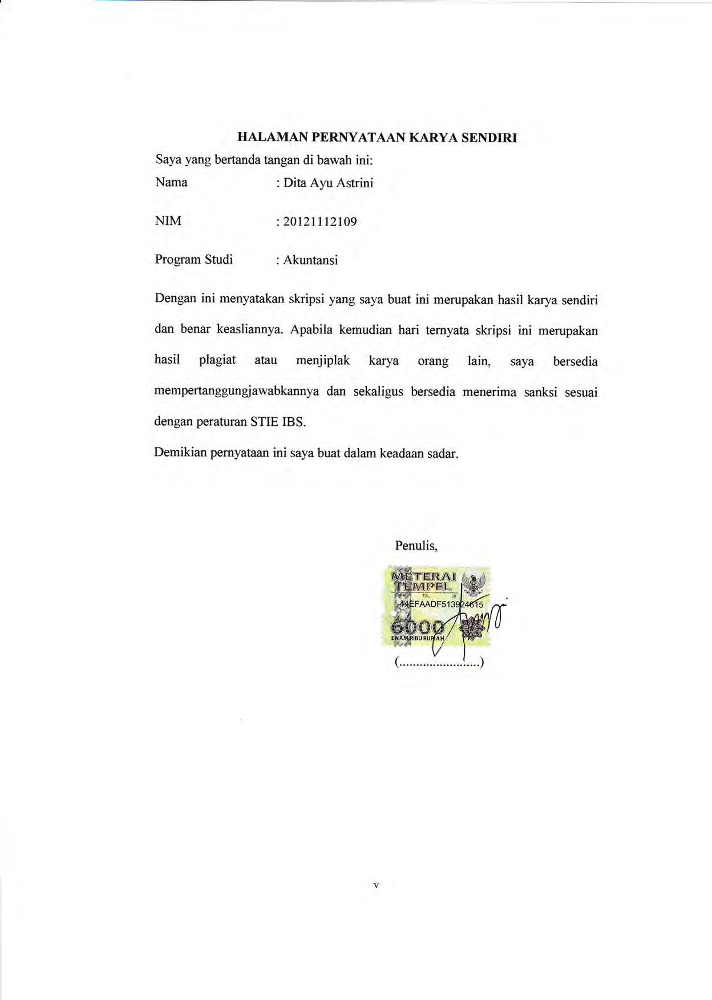 HALAMAN PERNYATAAN KARYA SENDIRI
Saya yang bertanda tangan di bawah ini:
Nama : Dita Ayu Astrini
NIM : 20121112109
Program Studi : Akuntansi
Dengan ini menyatakan skripsi yang saya buat ini merupakan hasil karya sendiri
dan benar keasliannya. Apabila kemudian hari ternyata skripsi ini merupakan
hasil plagiat atau menjiplak karya orang lain, saya bersedia
mempertanggungjawabkannya dan sekaligus bersedia menerima sanksi sesuai
dengan peraturan STIE IBS.
Demikian pernyataan ini saya buat dalam keadaan sadar.
Penulis,
METERAI
TEMPEL
TGL. 20
44EFAADF513924615
6000
ENAM RIBU RUPIAH
(.........................)
v